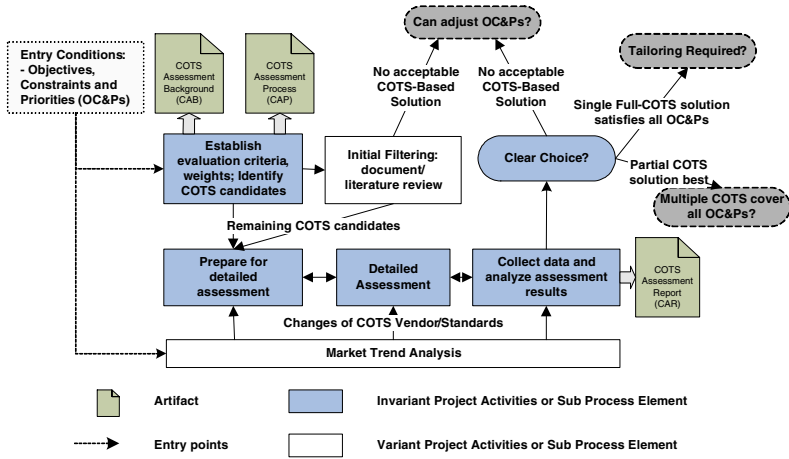 Can adjust OC&Ps?
Entry Conditions:
- Objectives,
Constraints and
Priorities (OC&Ps)
COTS
Assessment
Background
(CAB)
COTS
Assessment
Process
(CAP)
Tailoring Required?
No acceptable
COTS-Based
Solution
No acceptable
COTS-Based
Solution
Single Full-COTS solution
satisfies all OC&Ps
Establish
evaluation criteria,
weights; Identify
COTS candidates
Initial Filtering:
document/
literature review
Clear Choice?
Partial COTS
solution best
Multiple COTS cover
all OC&Ps?
Remaining COTS candidates
Prepare for
detailed
assessment
Detailed
Assessment
Collect data and
analyze assessment
results
COTS
Assessment
Report
(CAR)
Changes of COTS Vendor/Standards
Market Trend Analysis
Artifact
Invariant Project Activities or Sub Process Element
Entry points
Variant Project Activities or Sub Process Element